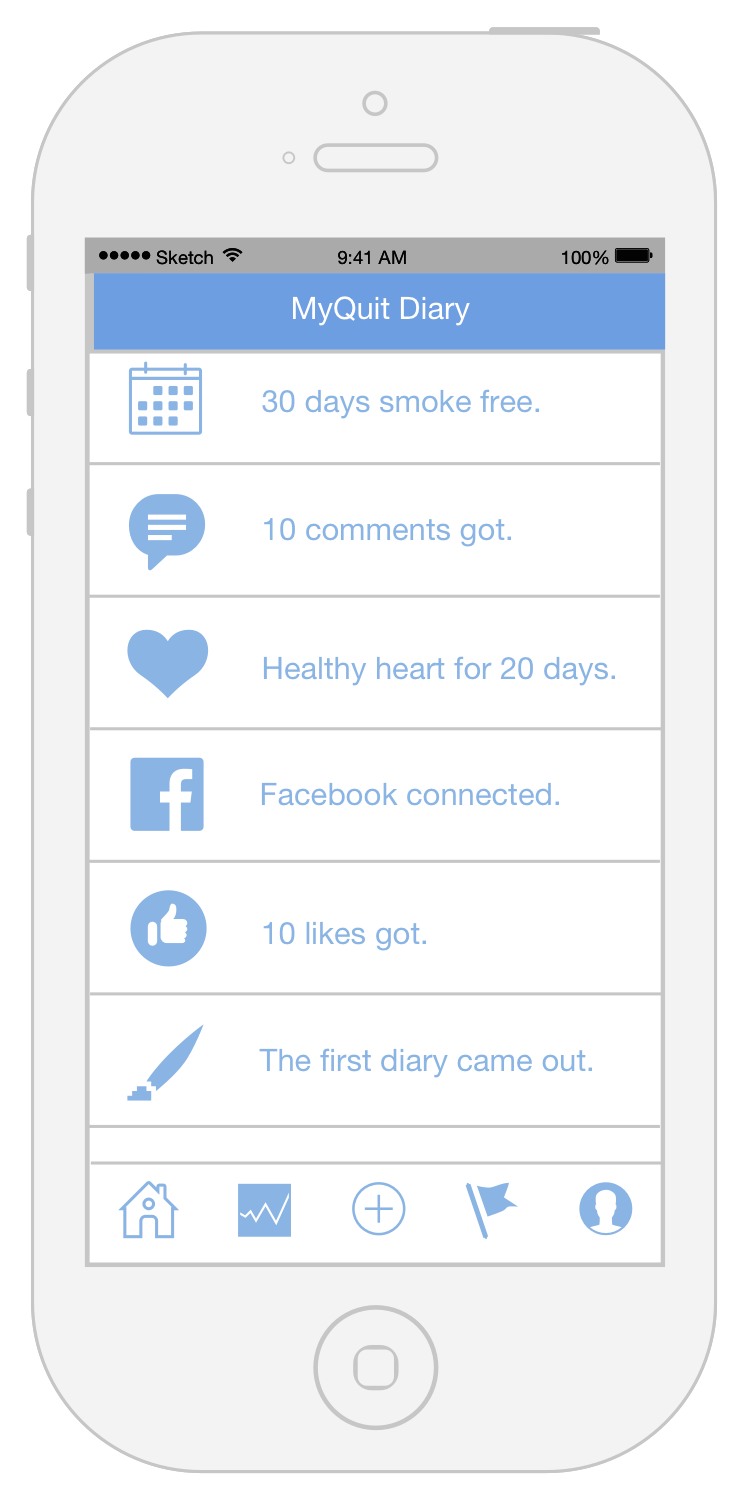 Sketch 9:41 AM 100%
MyQuit Diary
30 days smoke free.
10 comments got.
Healthy heart for 20 days.
Facebook connected.
10 likes got.
The first diary came out.